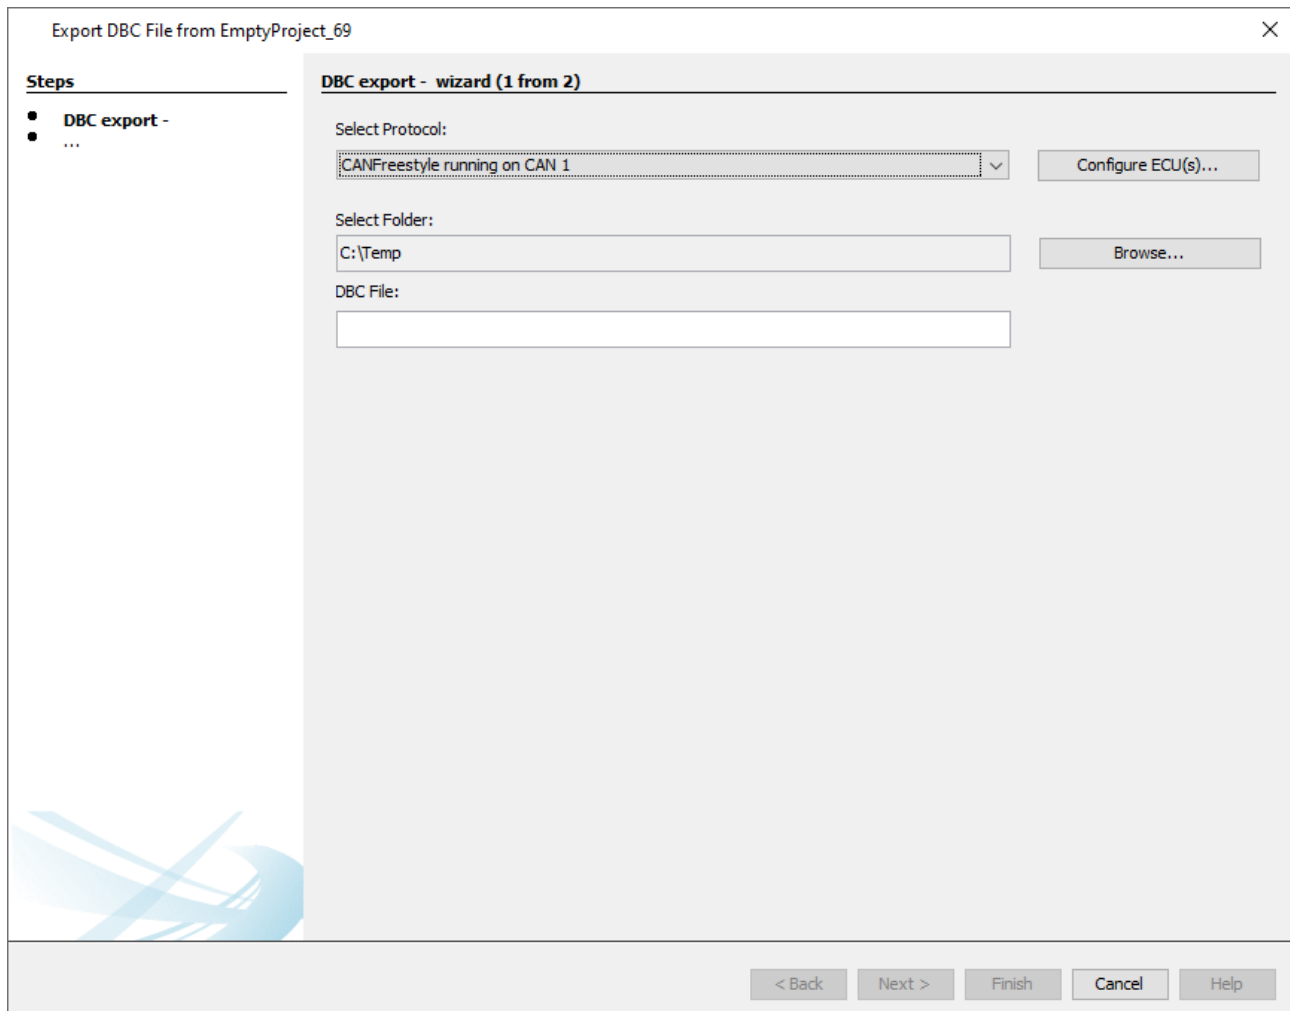 Export DBC File from EmptyProject_69
Steps
DBC export -
...
DBC export - wizard (1 from 2)
Select Protocol:
CANFreestyle running on CAN 1
Configure ECU(s)...
Select Folder:
C:\Temp
Browse...
DBC File:
< Back
Next >
Finish
Cancel
Help